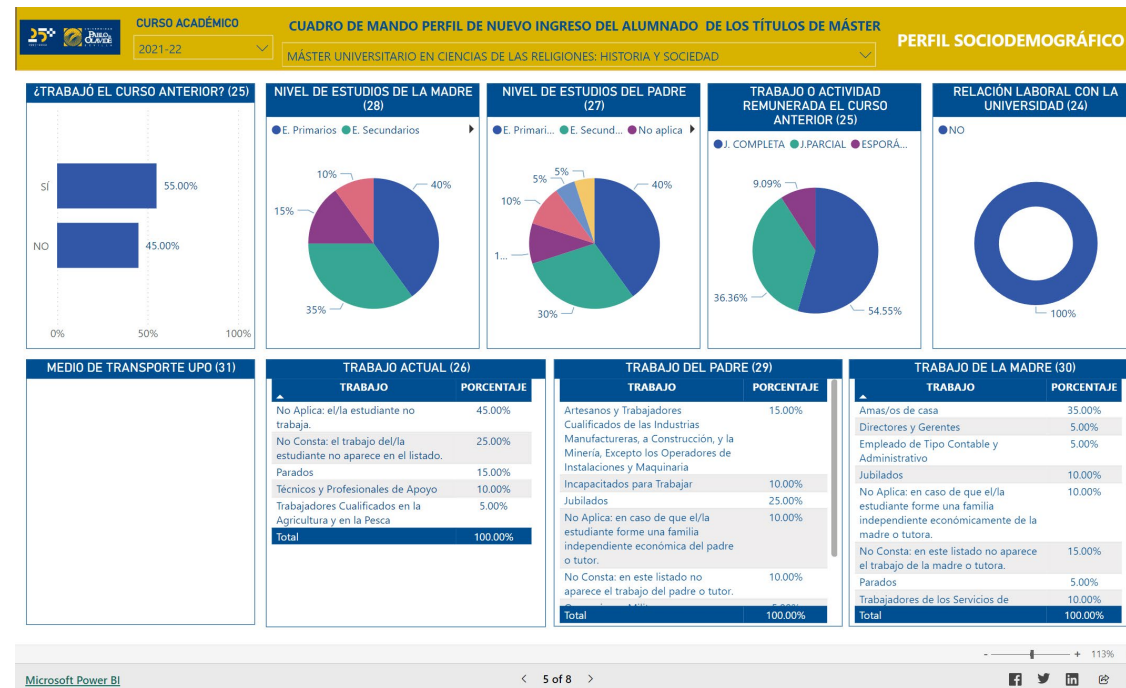 CURSO ACADÉMICO
2021-22
CUADRO DE MANDO PERFIL DE NUEVO INGRESO DEL ALUMNADO DE LOS TÍTULOS DE MÁSTER
MÁSTER UNIVERSITARIO EN CIENCIAS DE LAS RELIGIONES: HISTORIA Y SOCIEDAD
PERFIL SOCIODEMOGRÁFICO
¿TRABAJÓ EL CURSO ANTERIOR? (25)
SÍ
55.00%
NO
45.00%
0%
50%
100%
NIVEL DE ESTUDIOS DE LA MADRE
(28)
E. Primarios E. Secundarios
10%
40%
15%
35%
NIVEL DE ESTUDIOS DEL PADRE
(27)
E. Primari... E. Secund... No aplica
5%
5%
40%
10%
1...
30%
TRABAJO O ACTIVIDAD
REMUNERADA EL CURSO
ANTERIOR (25)
J. COMPLETA J.PARCIAL ESPORÁ...
9.09%
36.36%
54.55%
RELACIÓN LABORAL CON LA
UNIVERSIDAD (24)
NO
100%
MEDIO DE TRANSPORTE UPO (31)
TRABAJO ACTUAL (26)
TRABAJO PORCENTAJE
No Aplica: el/la estudiante no 45.00%
trabaja.
No Consta: el trabajo del/la 25.00%
estudiante no aparece en el listado.
Parados 15.00%
Técnicos y Profesionales de Apoyo 10.00%
Trabajadores Cualificados en la 5.00%
Agricultura y en la Pesca
Total 100.00%
TRABAJO DEL PADRE (29)
TRABAJO PORCENTAJE
Artesanos y Trabajadores 15.00%
Cualificados de las Industrias
Manufactureras, a Construcción, y la
Minería, Excepto los Operadores de
Instalaciones y Maquinaria
Incapacitados para Trabajar 10.00%
Jubilados 25.00%
No Aplica: en caso de que el/la 10.00%
estudiante forme una familia
independiente económica del padre
o tutor.
No Consta: en este listado no 10.00%
aparece el trabajo del padre o tutor.
Total 100.00%
TRABAJO DE LA MADRE (30)
TRABAJO PORCENTAJE
Amas/os de casa 35.00%
Directores y Gerentes 5.00%
Empleado de Tipo Contable y 5.00%
Administrativo
Jubilados 10.00%
No Aplica: en caso de que el/la 10.00%
estudiante forme una familia
independiente económicamente de la
madre o tutora.
No Consta: en este listado no aparece 15.00%
el trabajo de la madre o tutora.
Parados 5.00%
Trabajadores de los Servicios de 10.00%
Total 100.00%
- + 113%
Microsoft Power BI
< 5 of 8 >